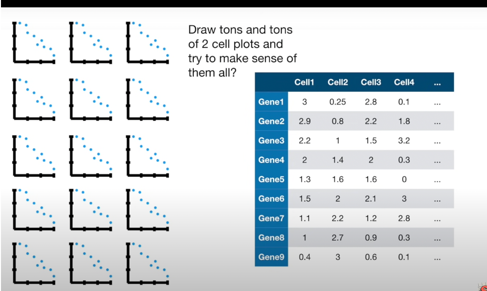 Draw tons and tons
of 2 cell plots and
try to make sense of
them all?
Cell1 Cell2 Cell3 Cell4 ...
Gene1 3 0.25 2.8 0.1 ...
Gene2 2.9 0.8 2.2 1.8 ...
Gene3 2.2 1 1.5 3.2 ...
Gene4 2 1.4 2 0.3 ...
Gene5 1.3 1.6 1.6 0 ...
Gene6 1.5 2 2.1 3 ...
Gene7 1.1 2.2 1.2 2.8 ...
Gene8 1 2.7 0.9 0.3 ...
Gene9 0.4 3 0.6 0.1 ...